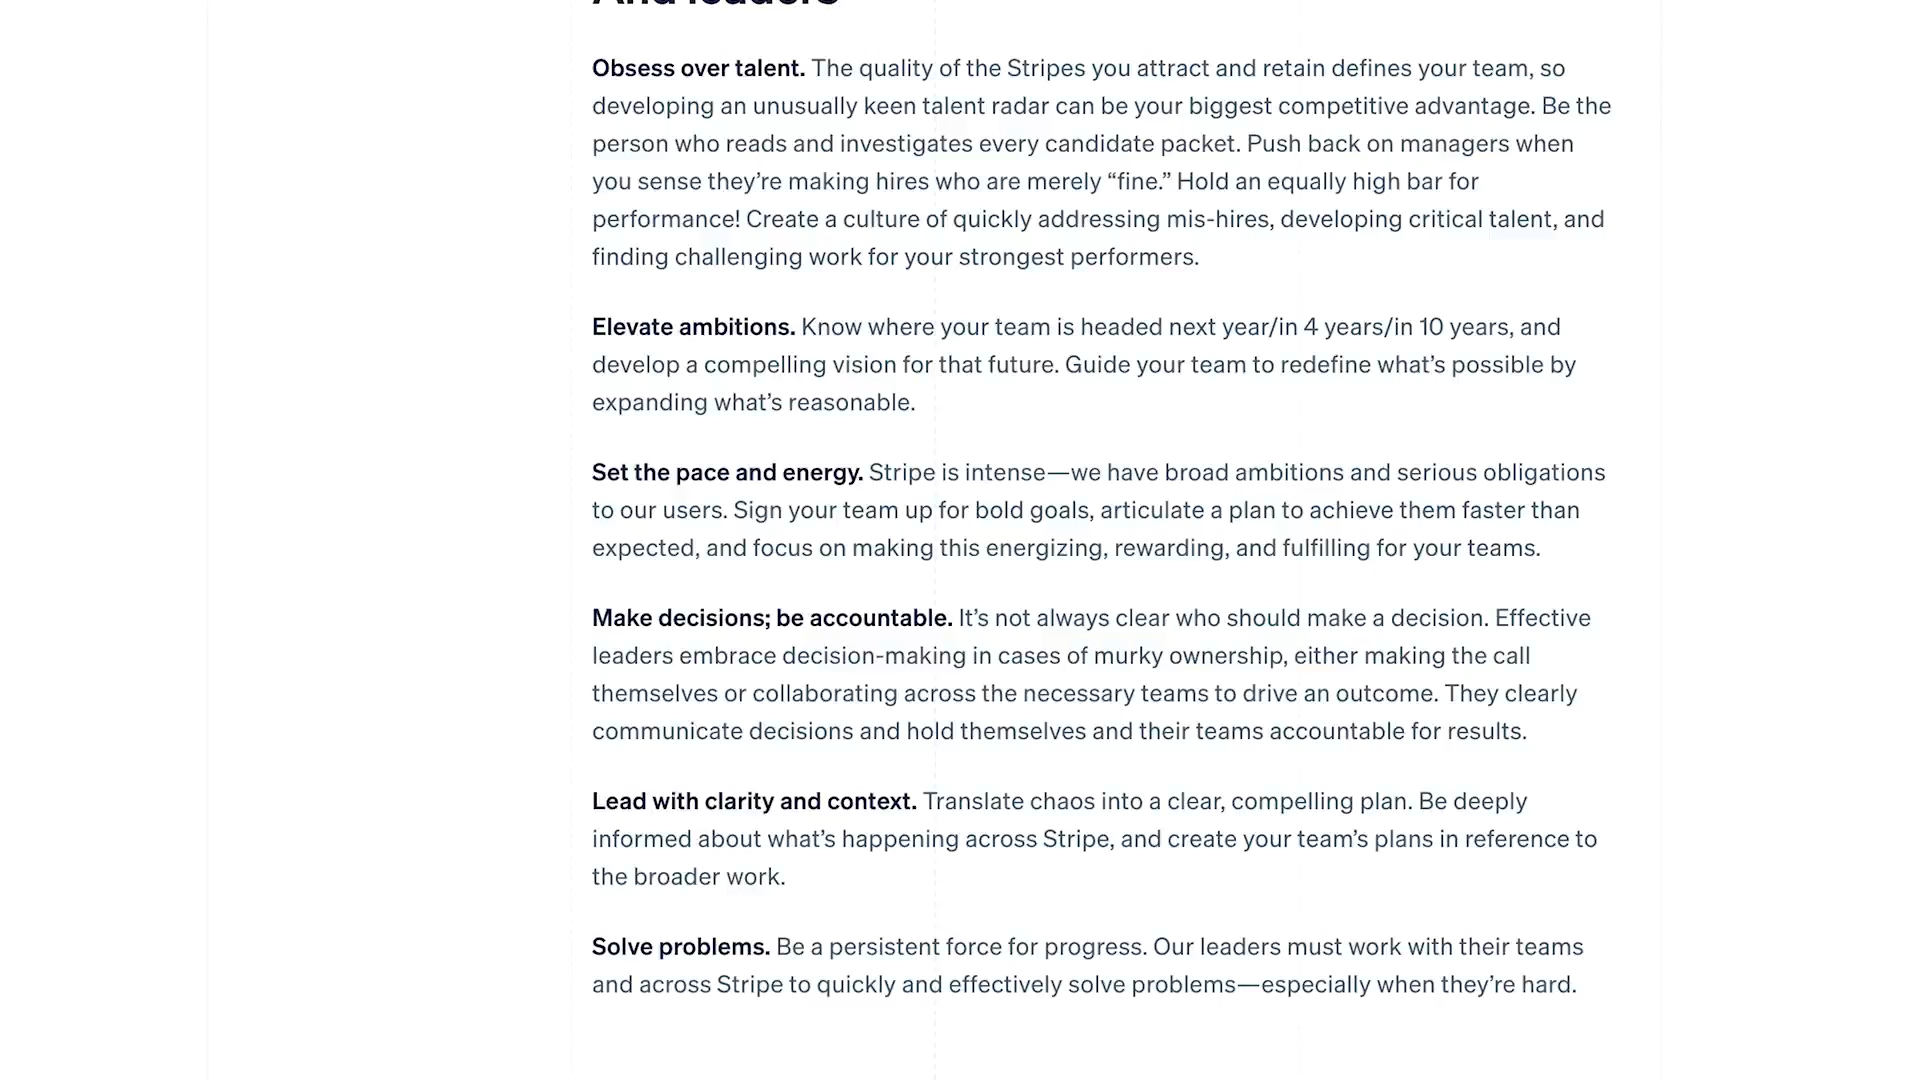 And leaders
Obsess over talent. The quality of the Stripes you attract and retain defines your team, so
developing an unusually keen talent radar can be your biggest competitive advantage. Be the
person who reads and investigates every candidate packet. Push back on managers when
you sense they’re making hires who are merely “fine.” Hold an equally high bar for
performance! Create a culture of quickly addressing mis-hires, developing critical talent, and
finding challenging work for your strongest performers.
Elevate ambitions. Know where your team is headed next year/in 4 years/in 10 years, and
develop a compelling vision for that future. Guide your team to redefine what’s possible by
expanding what’s reasonable.
Set the pace and energy. Stripe is intense—we have broad ambitions and serious obligations
to our users. Sign your team up for bold goals, articulate a plan to achieve them faster than
expected, and focus on making this energizing, rewarding, and fulfilling for your teams.
Make decisions; be accountable. It’s not always clear who should make a decision. Effective
leaders embrace decision-making in cases of murky ownership, either making the call
themselves or collaborating across the necessary teams to drive an outcome. They clearly
communicate decisions and hold themselves and their teams accountable for results.
Lead with clarity and context. Translate chaos into a clear, compelling plan. Be deeply
informed about what’s happening across Stripe, and create your team’s plans in reference to
the broader work.
Solve problems. Be a persistent force for progress. Our leaders must work with their teams
and across Stripe to quickly and effectively solve problems—especially when they’re hard.